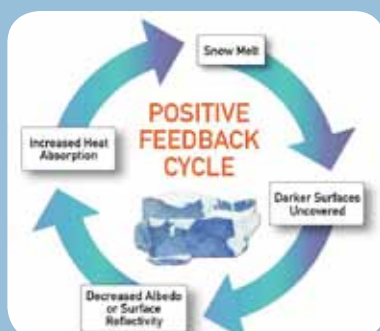 Snow Melt
POSITIVE
FEEDBACK
CYCLE
Increased Heat
Absorption
Darker Surfaces
Uncovered
Decreased Albedo
or Surface
Reflectivity